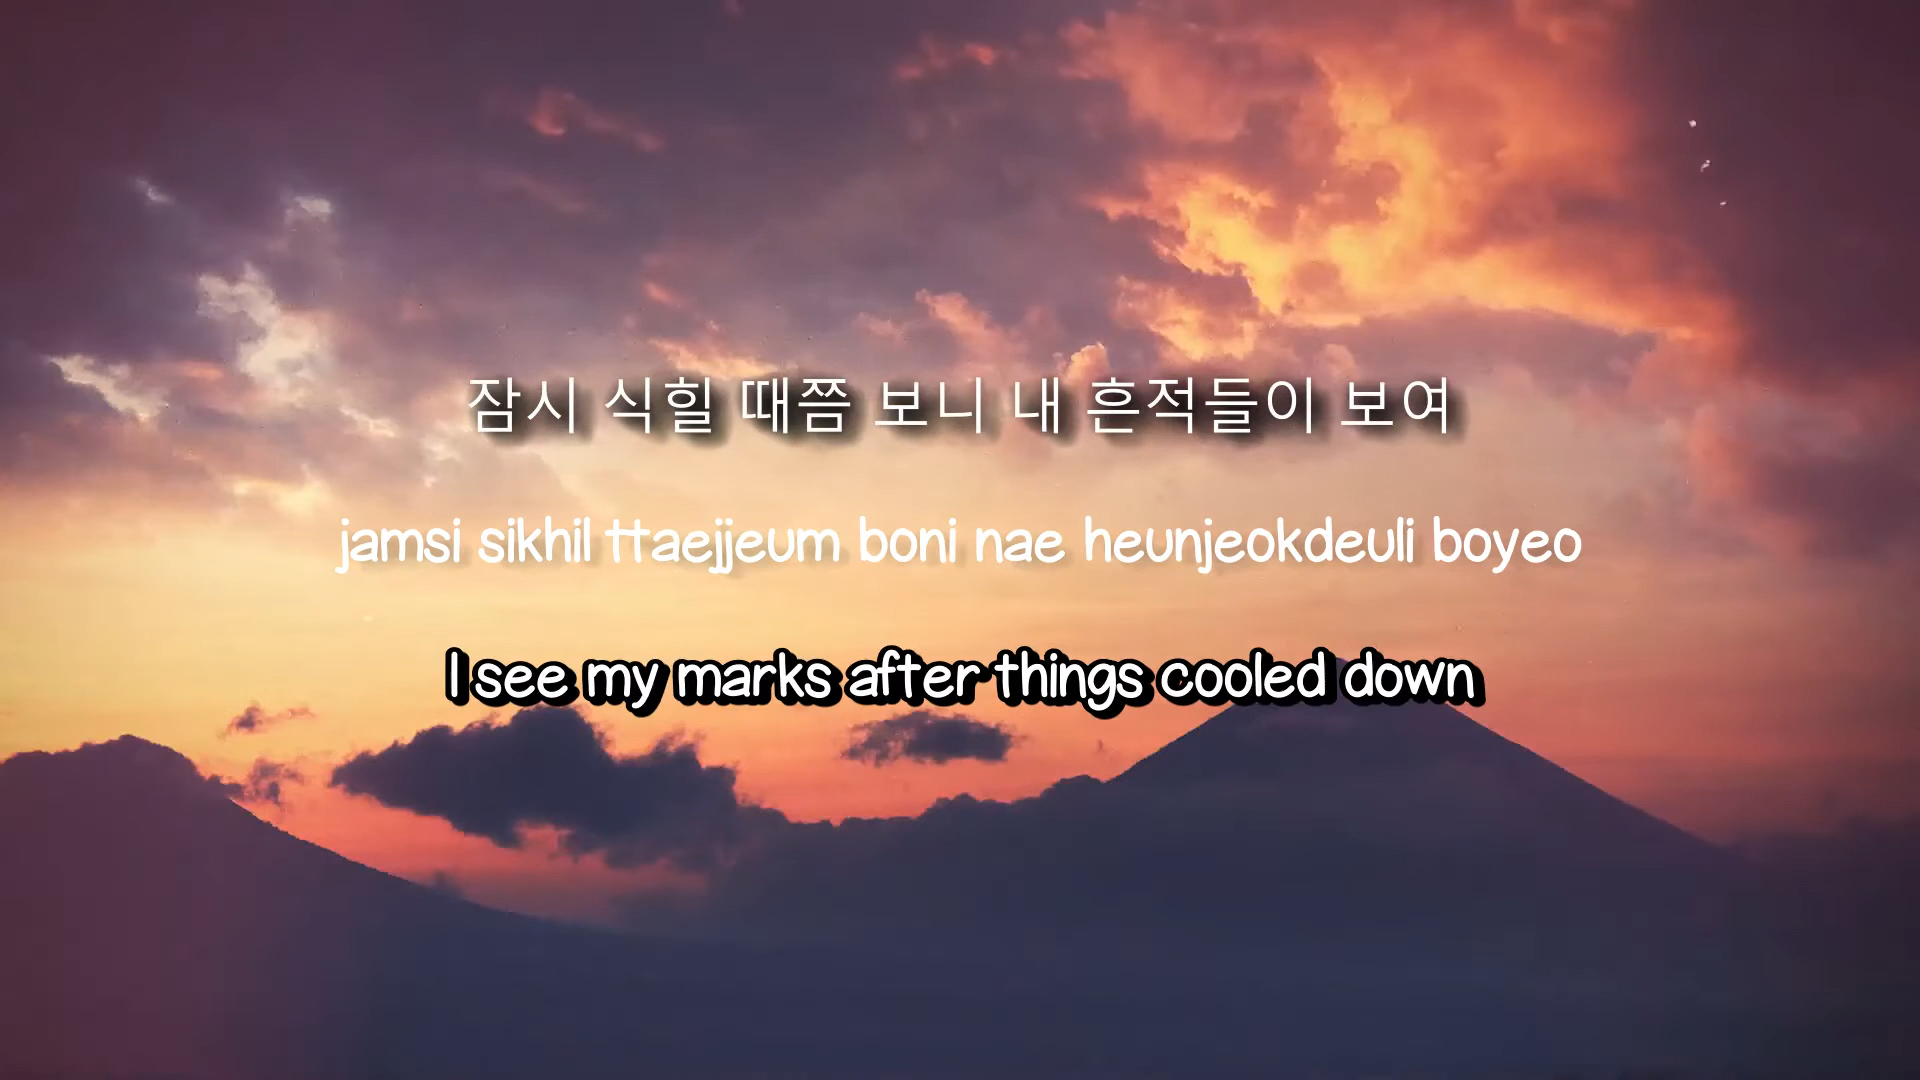 잠시 식힐 때쯤 보니 내 흔적들이 보여
jamsi sikhil ttaejjeum boni nae heunjeokdeuli boyeo
I see my marks after things cooled down